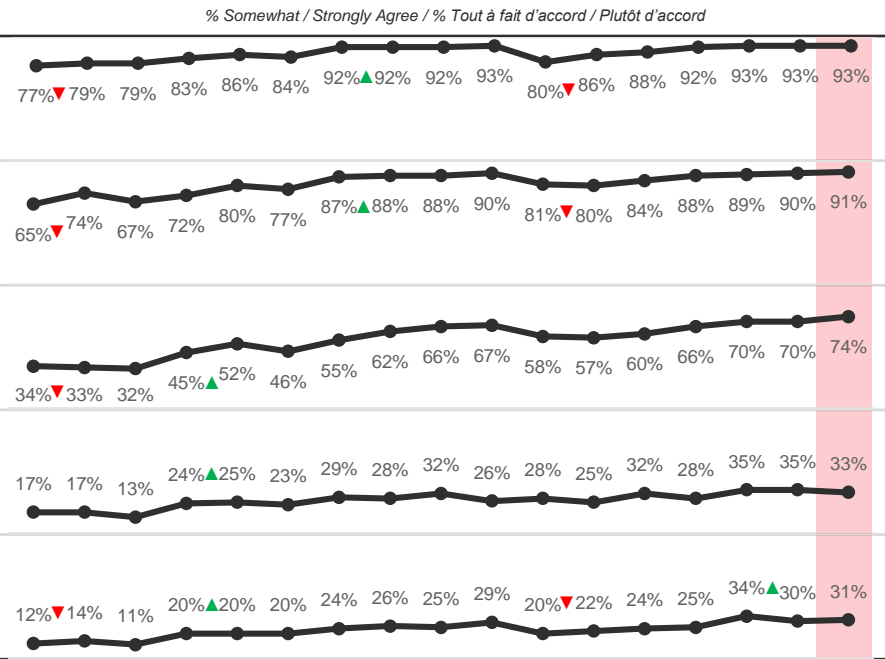 % Somewhat / Strongly Agree / % Tout à fait d’accord / Plutôt d’accord
77% 79% 79% 83% 86% 84% 92% 92% 92% 93% 80% 86% 88% 92% 93% 93% 93%
65% 74% 67% 72% 80% 77% 87% 88% 88% 90% 81% 80% 84% 88% 89% 90% 91%
34% 33% 32% 45% 52% 46% 55% 62% 66% 67% 58% 57% 60% 66% 70% 70% 74%
17% 17% 13% 24% 25% 23% 29% 28% 32% 26% 28% 25% 32% 28% 35% 35% 33%
12% 14% 11% 20% 20% 20% 24% 26% 25% 29% 20% 22% 24% 25% 34% 30% 31%